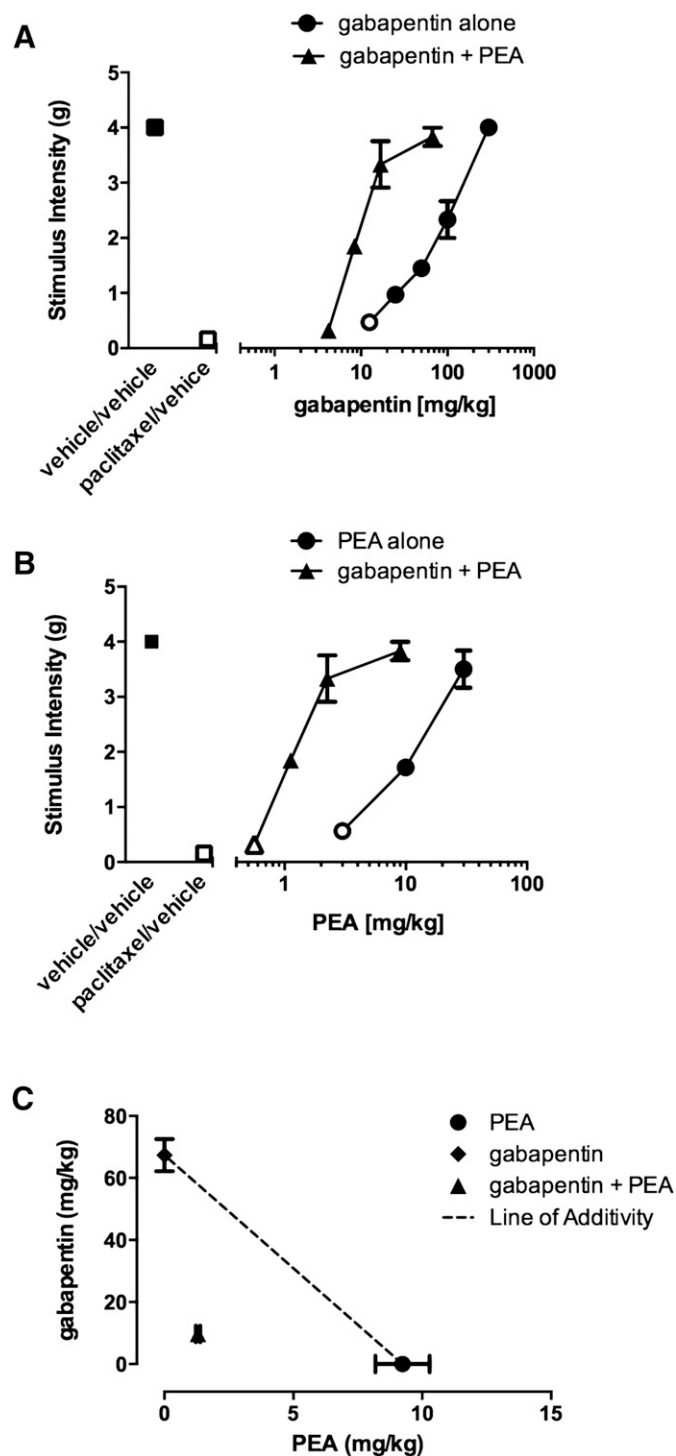 A
gabapentin alone
gabapentin + PEA
Stimulus Intensity (g)
5
4
3
2
1
0
vehicle/vehicle
paclitaxel/vehice
1
10
100
1000
gabapentin [mg/kg]
B
PEA alone
gabapentin + PEA
Stimulus Intensity (g)
5
4
3
2
1
0
vehicle/vehicle
paclitaxel/vehicle
1
10
100
PEA [mg/kg]
C
PEA
gabapentin
gabapentin + PEA
Line of Additivity
gabapentin (mg/kg)
80
60
40
20
0
0
5
10
15
PEA (mg/kg)